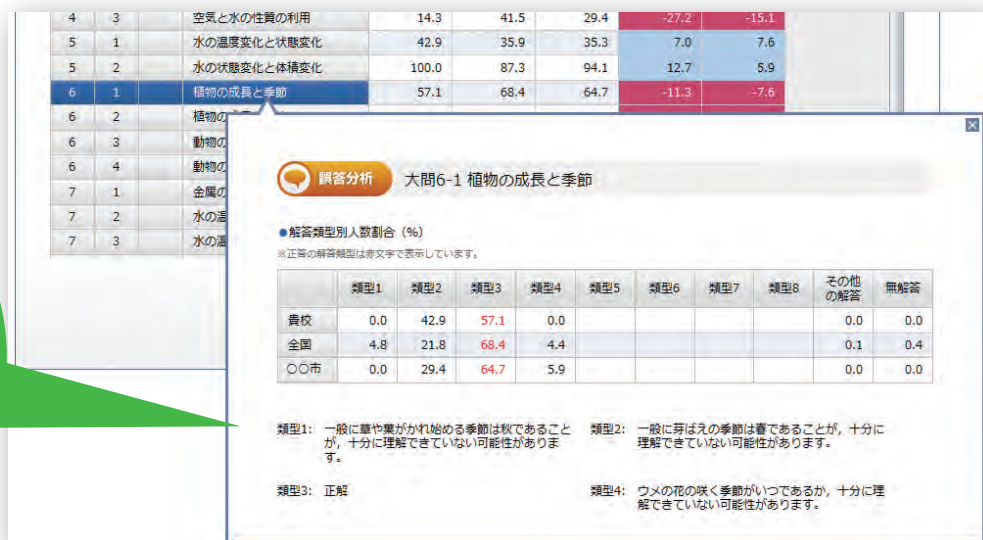 4 3 空気と水の性質の利用 14.3 41.5 29.4 -27.2 -15.1
5 1 水の温度変化と状態変化 42.9 35.9 35.3 7.0 7.6
5 2 水の状態変化と体積変化 100.0 87.3 94.1 12.7 5.9
6 1 植物の成長と季節 57.1 68.4 64.7 -11.3 -7.6
6 2 植物の
6 3 動物の
6 4 動物の
7 1 金属の
7 2 水の温
7 3 水の温
誤答分析 大問6-1 植物の成長と季節
●解答類型別人数割合（%）
※正答の解答類型は赤文字で表示しています。
類型1 類型2 類型3 類型4 類型5 類型6 類型7 類型8 その他の解答 無解答
貴校 0.0 42.9 57.1 0.0 0.0 0.0
全国 4.8 21.8 68.4 4.4 0.1 0.4
○○市 0.0 29.4 64.7 5.9 0.0 0.0
類型1: 一般に草や葉がかれ始める季節は秋であること
が，十分に理解できていない可能性がありま
す。
類型2: 一般に芽ばえの季節は春であることが，十分に
理解できていない可能性があります。
類型3: 正解
類型4: ウメの花の咲く季節がいつであるか，十分に理
解できていない可能性があります。